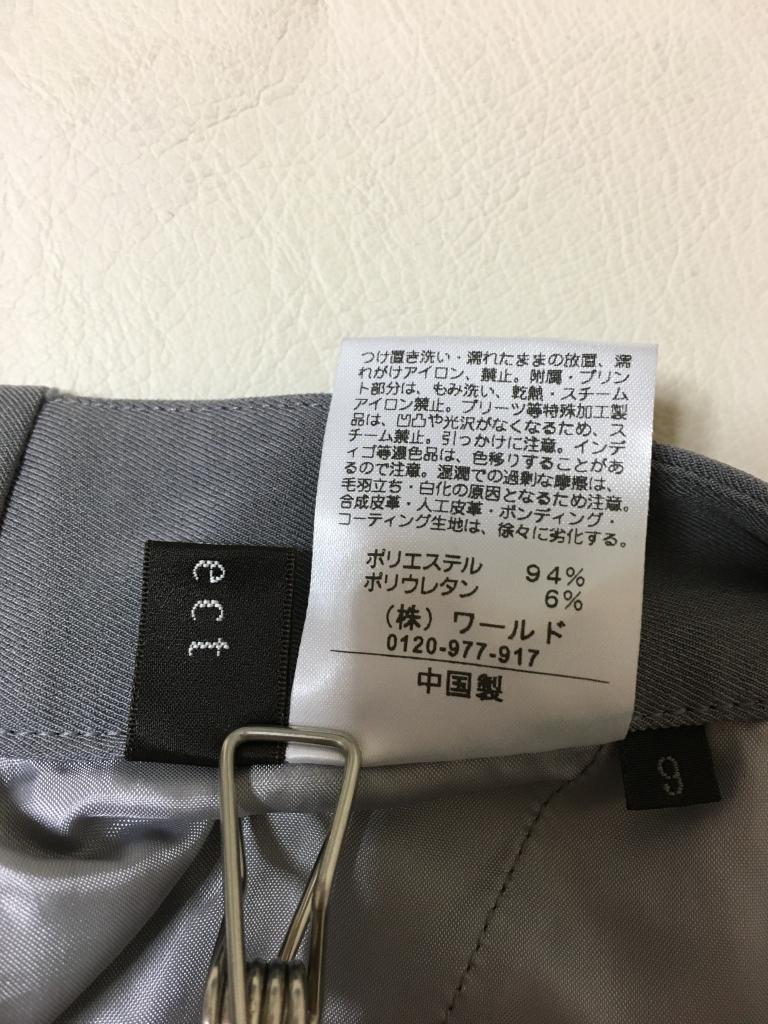 つけ置き洗い・濡れたままの放置、濡
れがけアイロン、禁止。附属・プリン
ト部分は、もみ洗い、乾熱・スチーム
アイロン禁止。プリーツ等特殊加工製
品は、凹凸や光沢がなくなるため、ス
チーム禁止。引っかけに注意。インデ
ィゴ等濃色品は、色移りすることがあ
るので注意。湿潤での過剰な摩擦は、
毛羽立ち・白化の原因となるため注意。
合成皮革・人工皮革・ボンディング・
コーティング生地は、徐々に劣化する。
ポリエステル 94%
ポリウレタン 6%
(株) ワールド
0120-977-917
中国製
ect
9